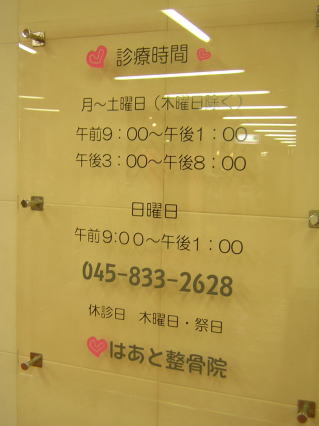 診療時間
月〜土曜日（木曜日除く）
午前9：00〜午後1：00
午後3：00〜午後8：00
日曜日
午前9:00〜午後1：00
045-833-2628
休診日　木曜日・祭日
はあと整骨院